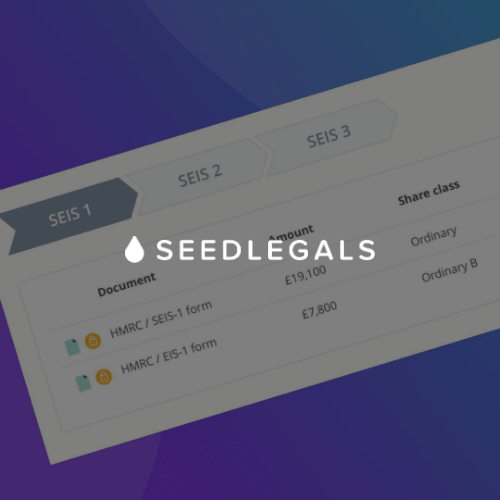 SEIS 1 SEIS 2 SEIS 3
SEEDLEGALS
Document Amount Share class
HMRC / SEIS-1 form £19,100 Ordinary
HMRC / EIS-1 form £7,800 Ordinary B